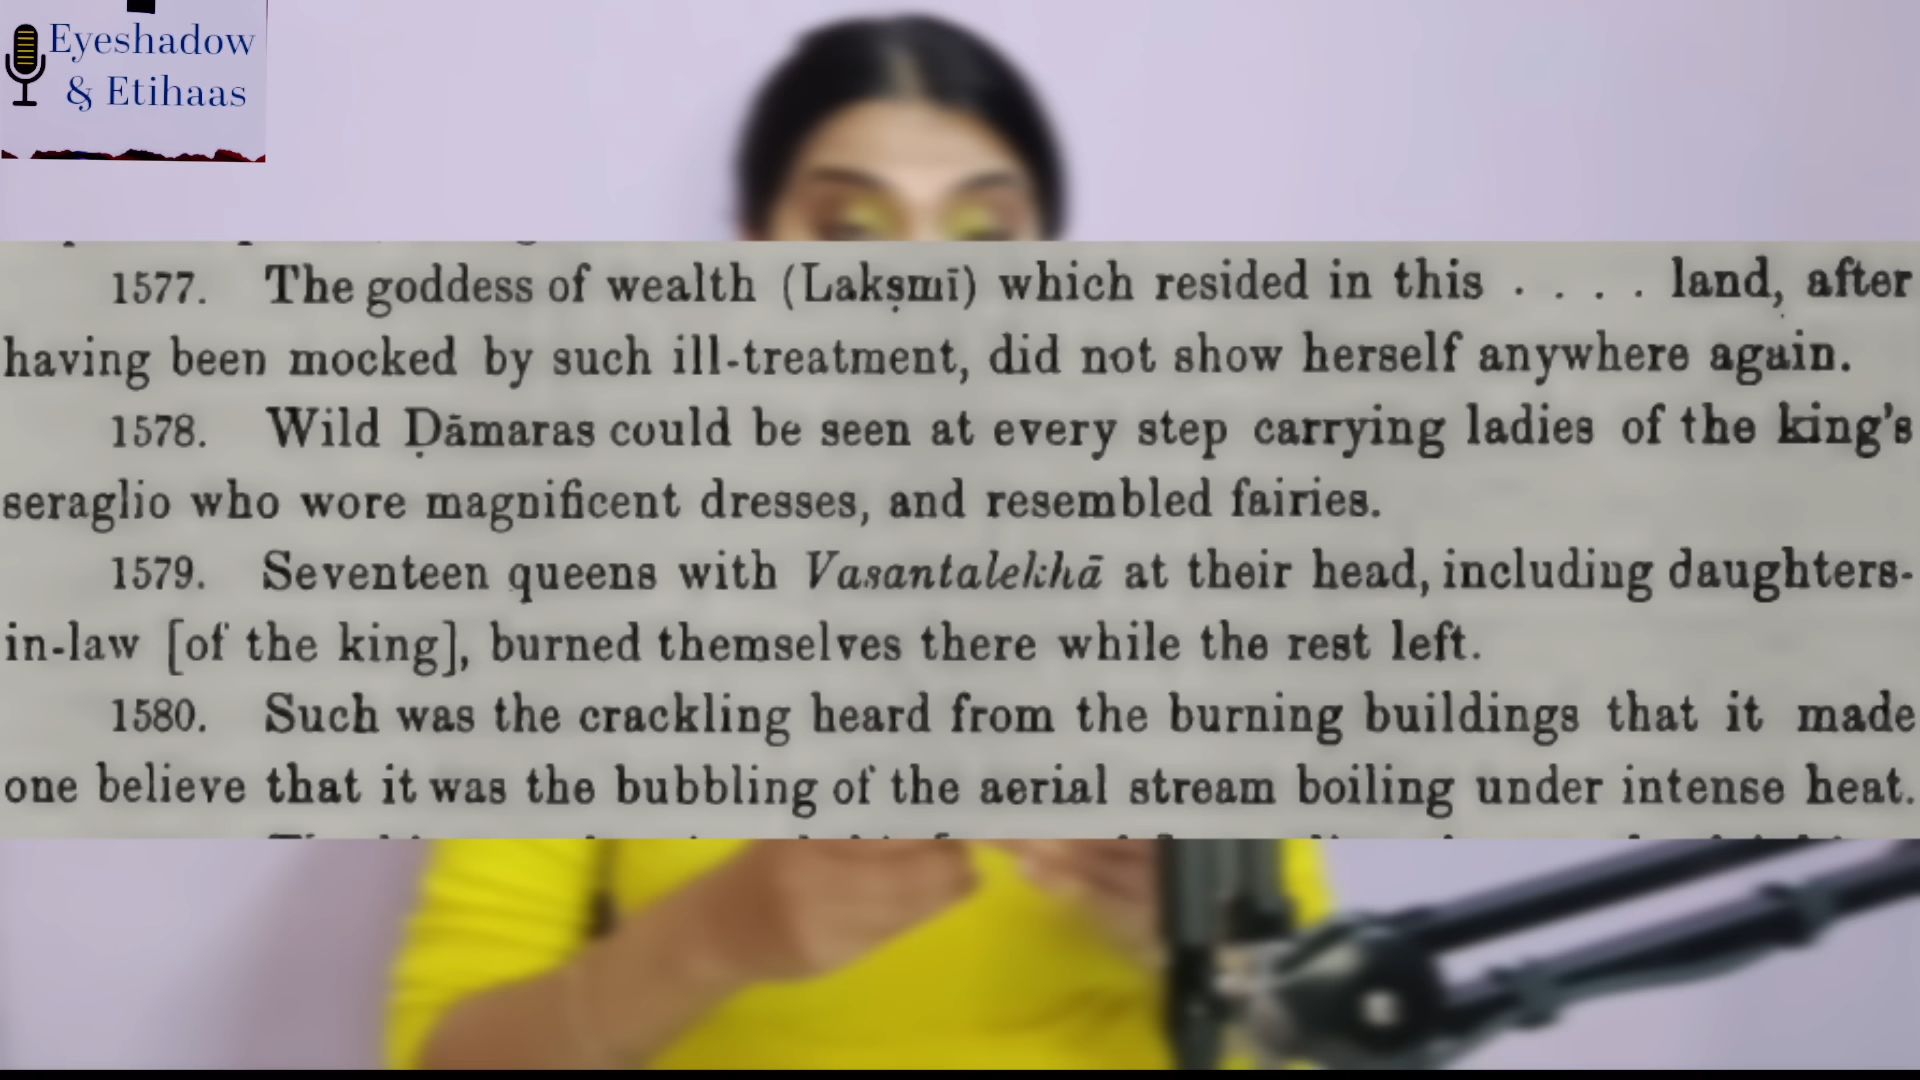 Eyeshadow
& Etihaas
1577. The goddess of wealth (Lakṣmī) which resided in this . . . . land, after
having been mocked by such ill-treatment, did not show herself anywhere again.
1578. Wild Ḍāmaras could be seen at every step carrying ladies of the king's
seraglio who wore magnificent dresses, and resembled fairies.
1579. Seventeen queens with Vasantalekhā at their head, including daughters-
in-law [of the king], burned themselves there while the rest left.
1580. Such was the crackling heard from the burning buildings that it made
one believe that it was the bubbling of the aerial stream boiling under intense heat.